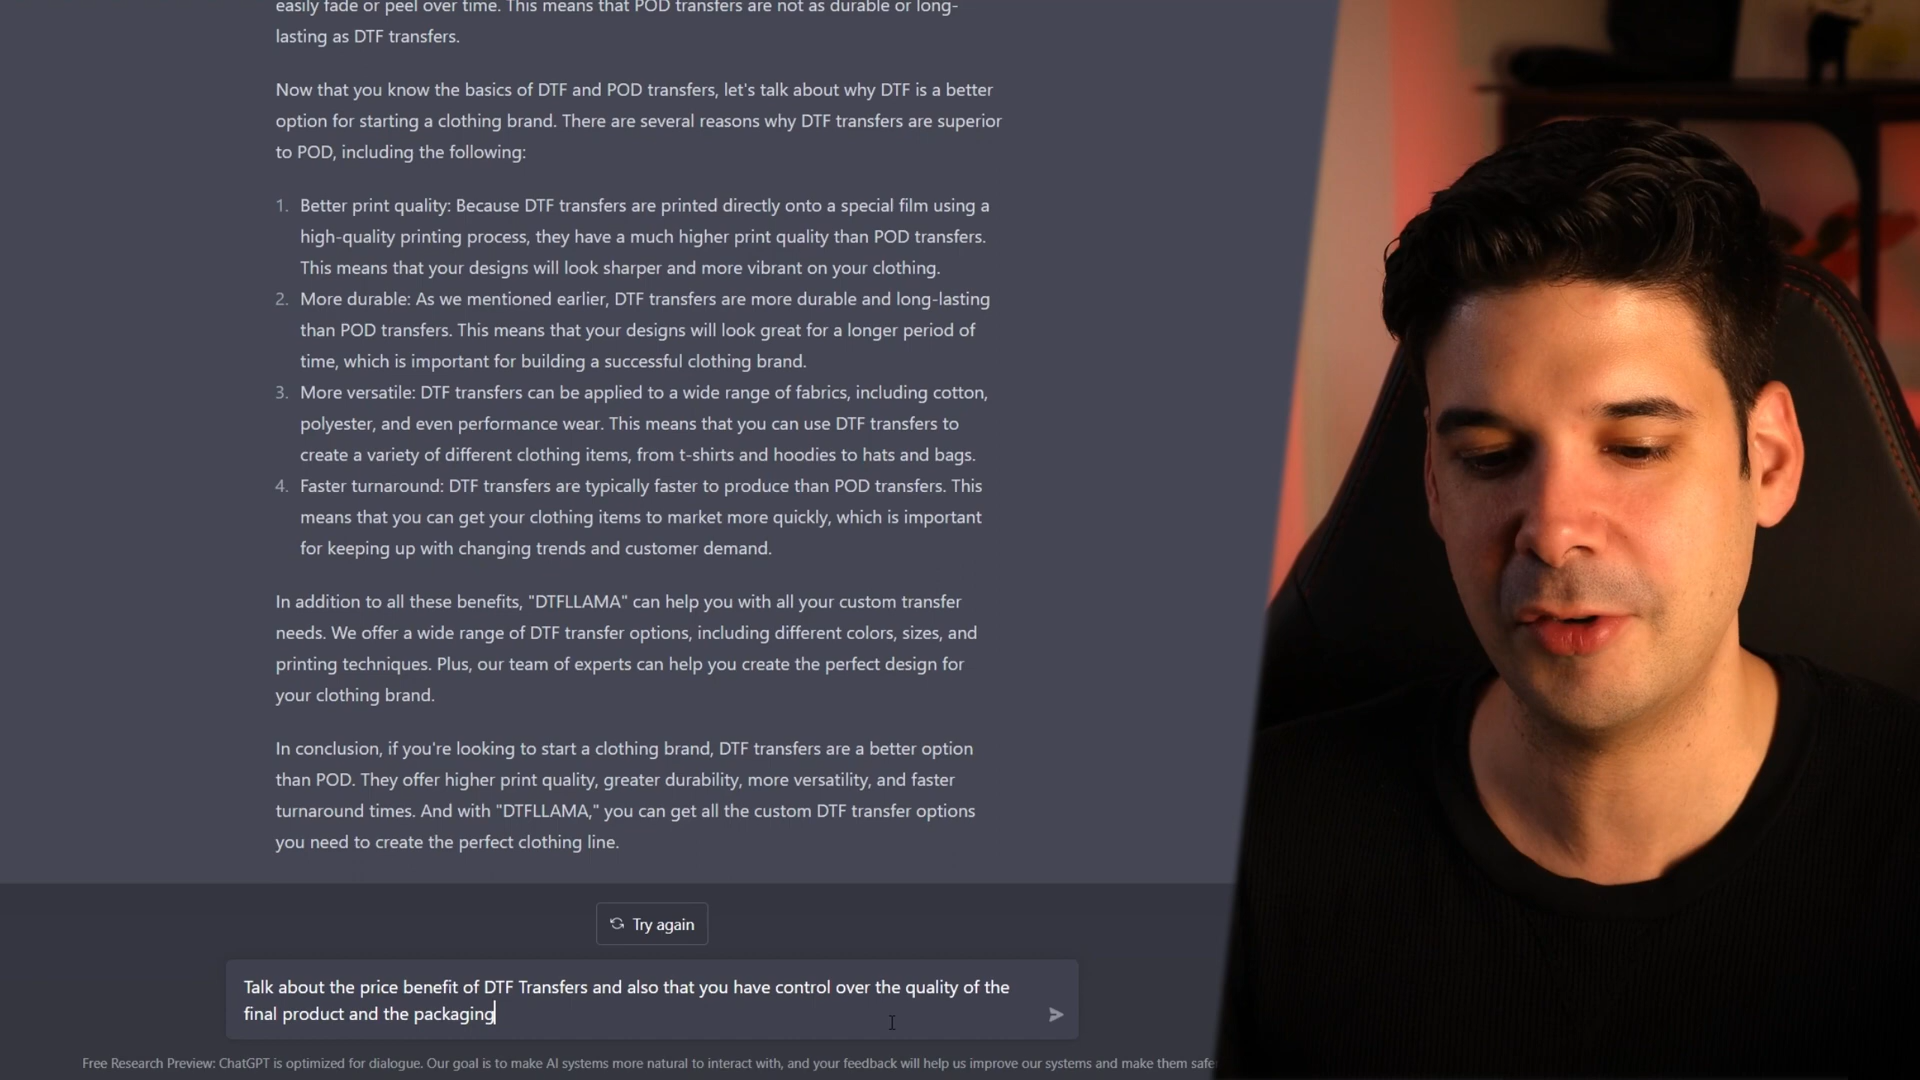 easily fade or peel over time. This means that POD transfers are not as durable or long-
lasting as DTF transfers.
Now that you know the basics of DTF and POD transfers, let's talk about why DTF is a better
option for starting a clothing brand. There are several reasons why DTF transfers are superior
to POD, including the following:
1. Better print quality: Because DTF transfers are printed directly onto a special film using a
high-quality printing process, they have a much higher print quality than POD transfers.
This means that your designs will look sharper and more vibrant on your clothing.
2. More durable: As we mentioned earlier, DTF transfers are more durable and long-lasting
than POD transfers. This means that your designs will look great for a longer period of
time, which is important for building a successful clothing brand.
3. More versatile: DTF transfers can be applied to a wide range of fabrics, including cotton,
polyester, and even performance wear. This means that you can use DTF transfers to
create a variety of different clothing items, from t-shirts and hoodies to hats and bags.
4. Faster turnaround: DTF transfers are typically faster to produce than POD transfers. This
means that you can get your clothing items to market more quickly, which is important
for keeping up with changing trends and customer demand.
In addition to all these benefits, "DTFLLAMA" can help you with all your custom transfer
needs. We offer a wide range of DTF transfer options, including different colors, sizes, and
printing techniques. Plus, our team of experts can help you create the perfect design for
your clothing brand.
In conclusion, if you're looking to start a clothing brand, DTF transfers are a better option
than POD. They offer higher print quality, greater durability, more versatility, and faster
turnaround times. And with "DTFLLAMA," you can get all the custom DTF transfer options
you need to create the perfect clothing line.
Try again
Talk about the price benefit of DTF Transfers and also that you have control over the quality of the
final product and the packaging
Free Research Preview: ChatGPT is optimized for dialogue. Our goal is to make AI systems more natural to interact with, and your feedback will help us improve our systems and make them safe